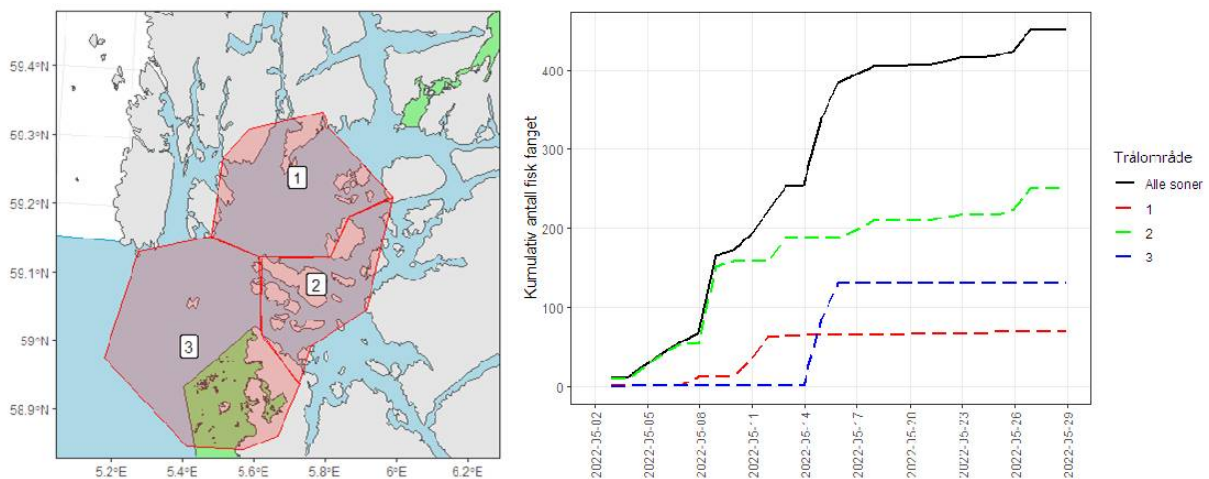 59.4°N
59.3°N
59.2°N
59.1°N
59°N
58.9°N
1
2
3
5.2°E
5.4°E
5.6°E
5.8°E
6°E
6.2°E
Kumulativ antall fisk fanget
400
300
200
100
0
2022-05-02
2022-05-05
2022-05-08
2022-05-11
2022-05-14
2022-05-17
2022-05-20
2022-05-23
2022-05-26
2022-05-29
Trålområde
Alle soner
1
2
3